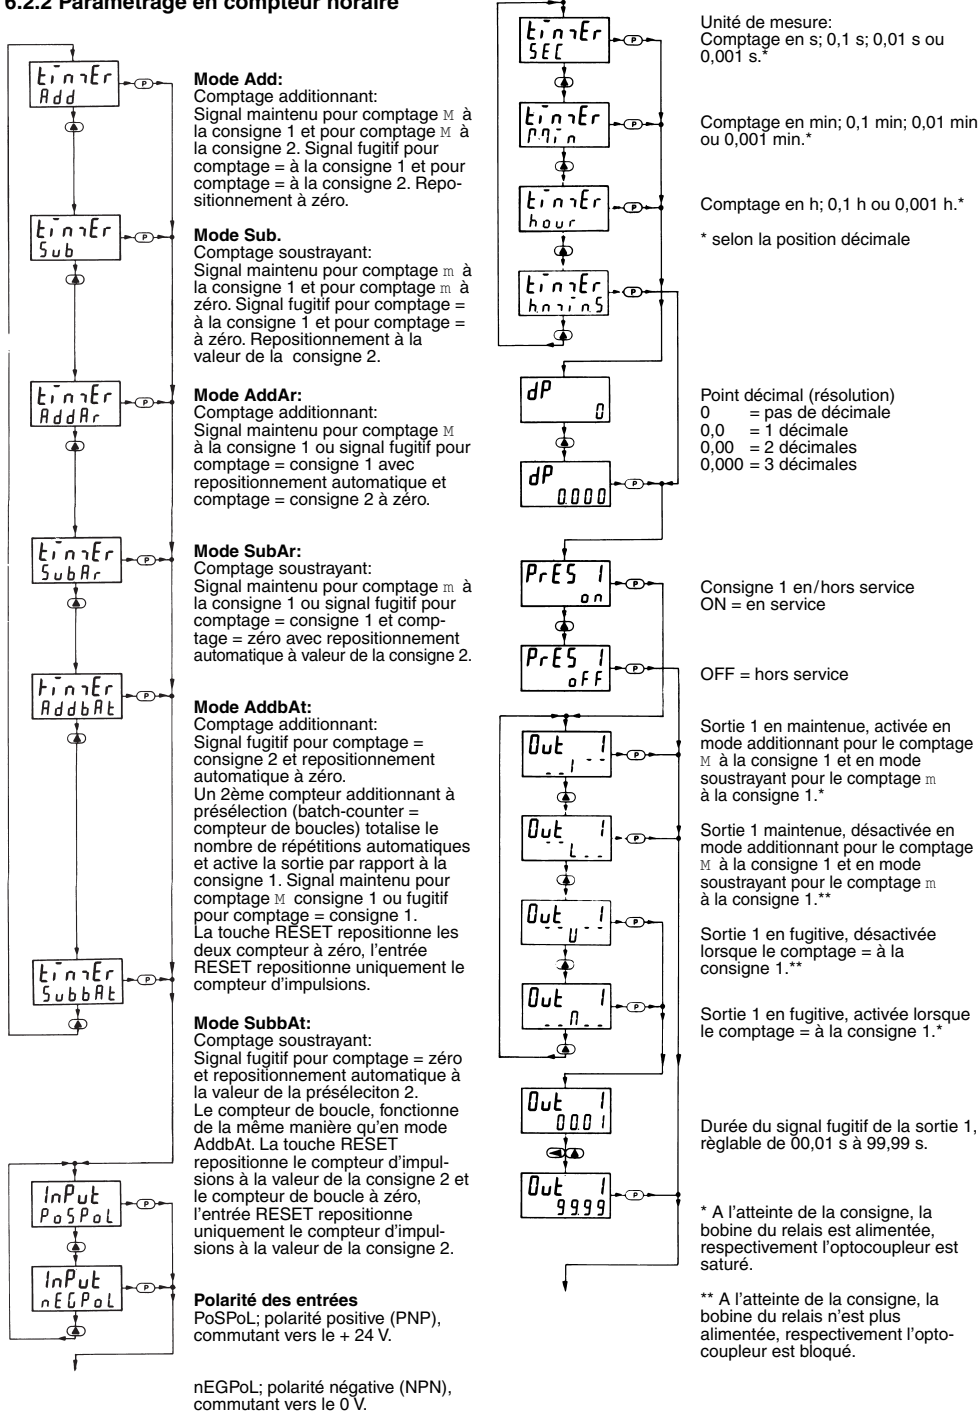 6.2.2 Paramétrage en compteur horaire
tinnEr
Add
P
Mode Add:
Comptage additionnant:
Signal maintenu pour comptage M à
la consigne 1 et pour comptage M à
la consigne 2. Signal fugitif pour
comptage = à la consigne 1 et pour
comptage = à la consigne 2. Repo-
sitionnement à zéro.
tinnEr
Sub
P
Mode Sub.
Comptage soustrayant:
Signal maintenu pour comptage m à
la consigne 1 et pour comptage m à
zéro. Signal fugitif pour comptage =
à la consigne 1 et pour comptage =
à zéro. Repositionnement à la
valeur de la consigne 2.
tinnEr
AddAr
P
Mode AddAr:
Comptage additionnant:
Signal maintenu pour comptage M
à la consigne 1 ou signal fugitif pour
comptage = consigne 1 avec
repositionnement automatique et
comptage = consigne 2 à zéro.
tinnEr
SubAr
P
Mode SubAr:
Comptage soustrayant:
Signal maintenu pour comptage m à
la consigne 1 ou signal fugitif pour
comptage = consigne 1 et comp-
tage = zéro avec repositionnement
automatique à valeur de la consigne 2.
tinnEr
AddbAt
P
Mode AddbAt:
Comptage additionnant:
Signal fugitif pour comptage =
consigne 2 et repositionnement
automatique à zéro.
Un 2ème compteur additionnant à
présélection (batch-counter =
compteur de boucles) totalise le
nombre de répétitions automatiques
et active la sortie par rapport à la
consigne 1. Signal maintenu pour
comptage M consigne 1 ou fugitif
pour comptage = consigne 1.
La touche RESET repositionne les
deux compteur à zéro, l'entrée
RESET repositionne uniquement le
compteur d'impulsions.
tinnEr
SubbAt
P
Mode SubbAt:
Comptage soustrayant:
Signal fugitif pour comptage = zéro
et repositionnement automatique à
la valeur de la préséleciton 2.
Le compteur de boucle, fonctionne
de la même manière qu'en mode
AddbAt. La touche RESET
repositionne le compteur d'impul-
sions à la valeur de la consigne 2 et
le compteur de boucle à zéro,
l'entrée RESET repositionne
uniquement le compteur d'impul-
sions à la valeur de la consigne 2.
InPut
PoSPoL
P
InPut
nEGPoL
P
Polarité des entrées
PoSPoL; polarité positive (PNP),
commutant vers le + 24 V.
nEGPoL; polarité négative (NPN),
commutant vers le 0 V.
tinnEr
SEC
P
Unité de mesure:
Comptage en s; 0,1 s; 0,01 s ou
0,001 s.*
tinnEr
P
Comptage en min; 0,1 min; 0,01 min
ou 0,001 min.*
tinnEr
hour
P
Comptage en h; 0,1 h ou 0,001 h.*
* selon la position décimale
tinnEr
h.nnin.S
P
dP
0
dP
0.000
P
Point décimal (résolution)
0 = pas de décimale
0,0 = 1 décimale
0,00 = 2 décimales
0,000 = 3 décimales
PrES 1
on
P
Consigne 1 en/hors service
ON = en service
PrES 1
oFF
P
OFF = hors service
Out 1
P
Sortie 1 en maintenue, activée en
mode additionnant pour le comptage
M à la consigne 1 et en mode
soustrayant pour le comptage m
à la consigne 1.*
Out 1
P
Sortie 1 maintenue, désactivée en
mode additionnant pour le comptage
M à la consigne 1 et en mode
soustrayant pour le comptage m
à la consigne 1.**
Out 1
P
Sortie 1 en fugitive, désactivée
lorsque le comptage = à la
consigne 1.**
Out 1
P
Sortie 1 en fugitive, activée lorsque
le comptage = à la consigne 1.*
Out 1
00.01
Durée du signal fugitif de la sortie 1,
règlable de 00,01 s à 99,99 s.
Out 1
99.99
P
* A l'atteinte de la consigne, la
bobine du relais est alimentée,
respectivement l'optocoupleur est
saturé.
** A l'atteinte de la consigne, la
bobine du relais n'est plus
alimentée, respectivement l'opto-
coupleur est bloqué.